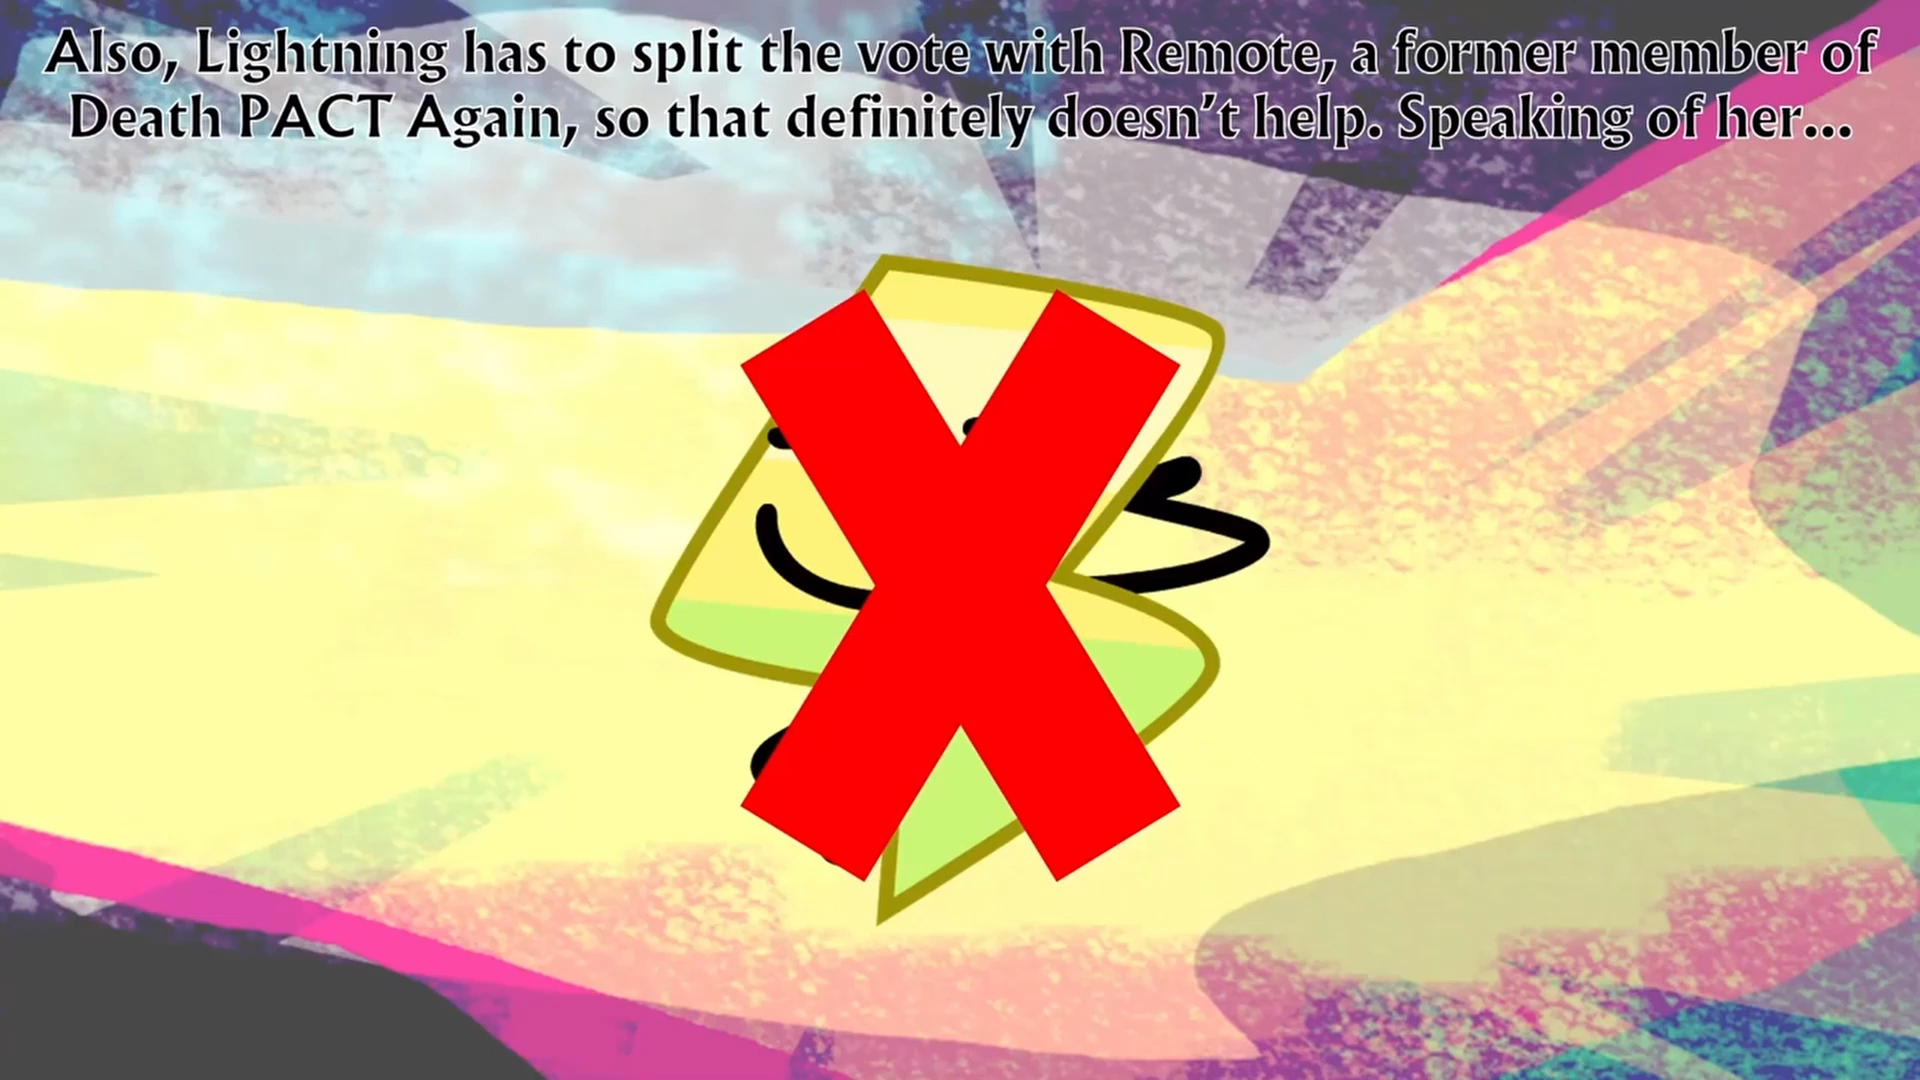 Also, Lightning has to split the vote with Remote, a former member of
Death PACT Again, so that definitely doesn’t help. Speaking of her...